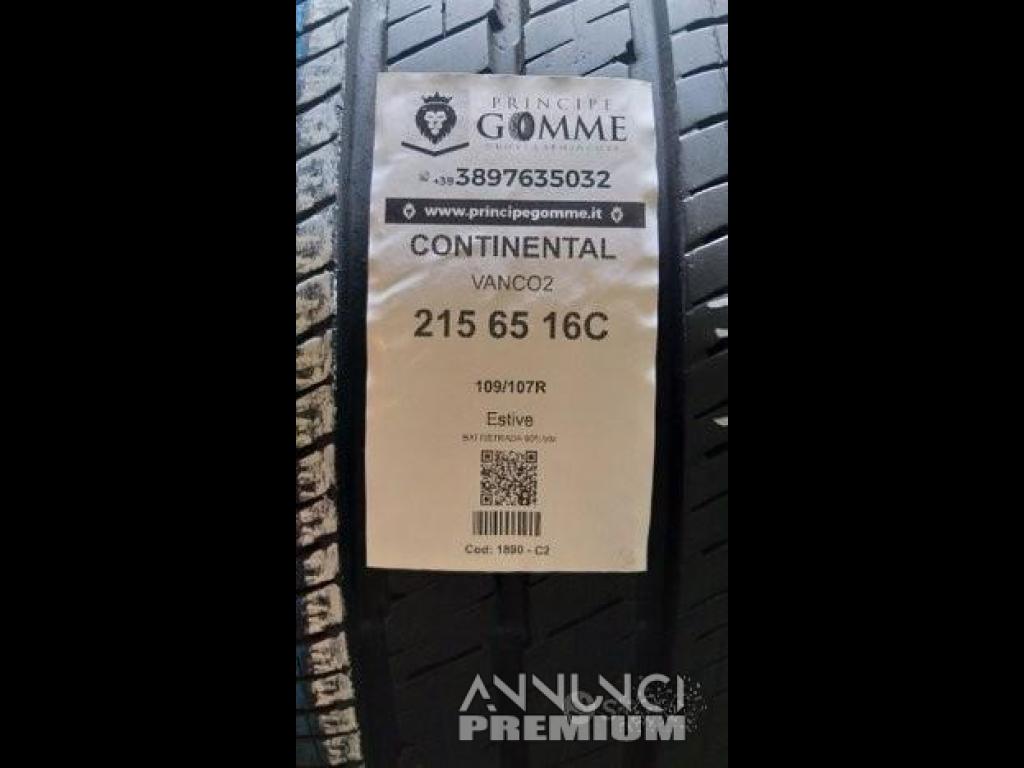 PRINCIPE
GOMME
+39 3897635032
www.principegomme.it
CONTINENTAL
VANCO2
215 65 16C
109/107R
Estive
Cod: 1890 - C2
ANNUNCI
PREMIUM